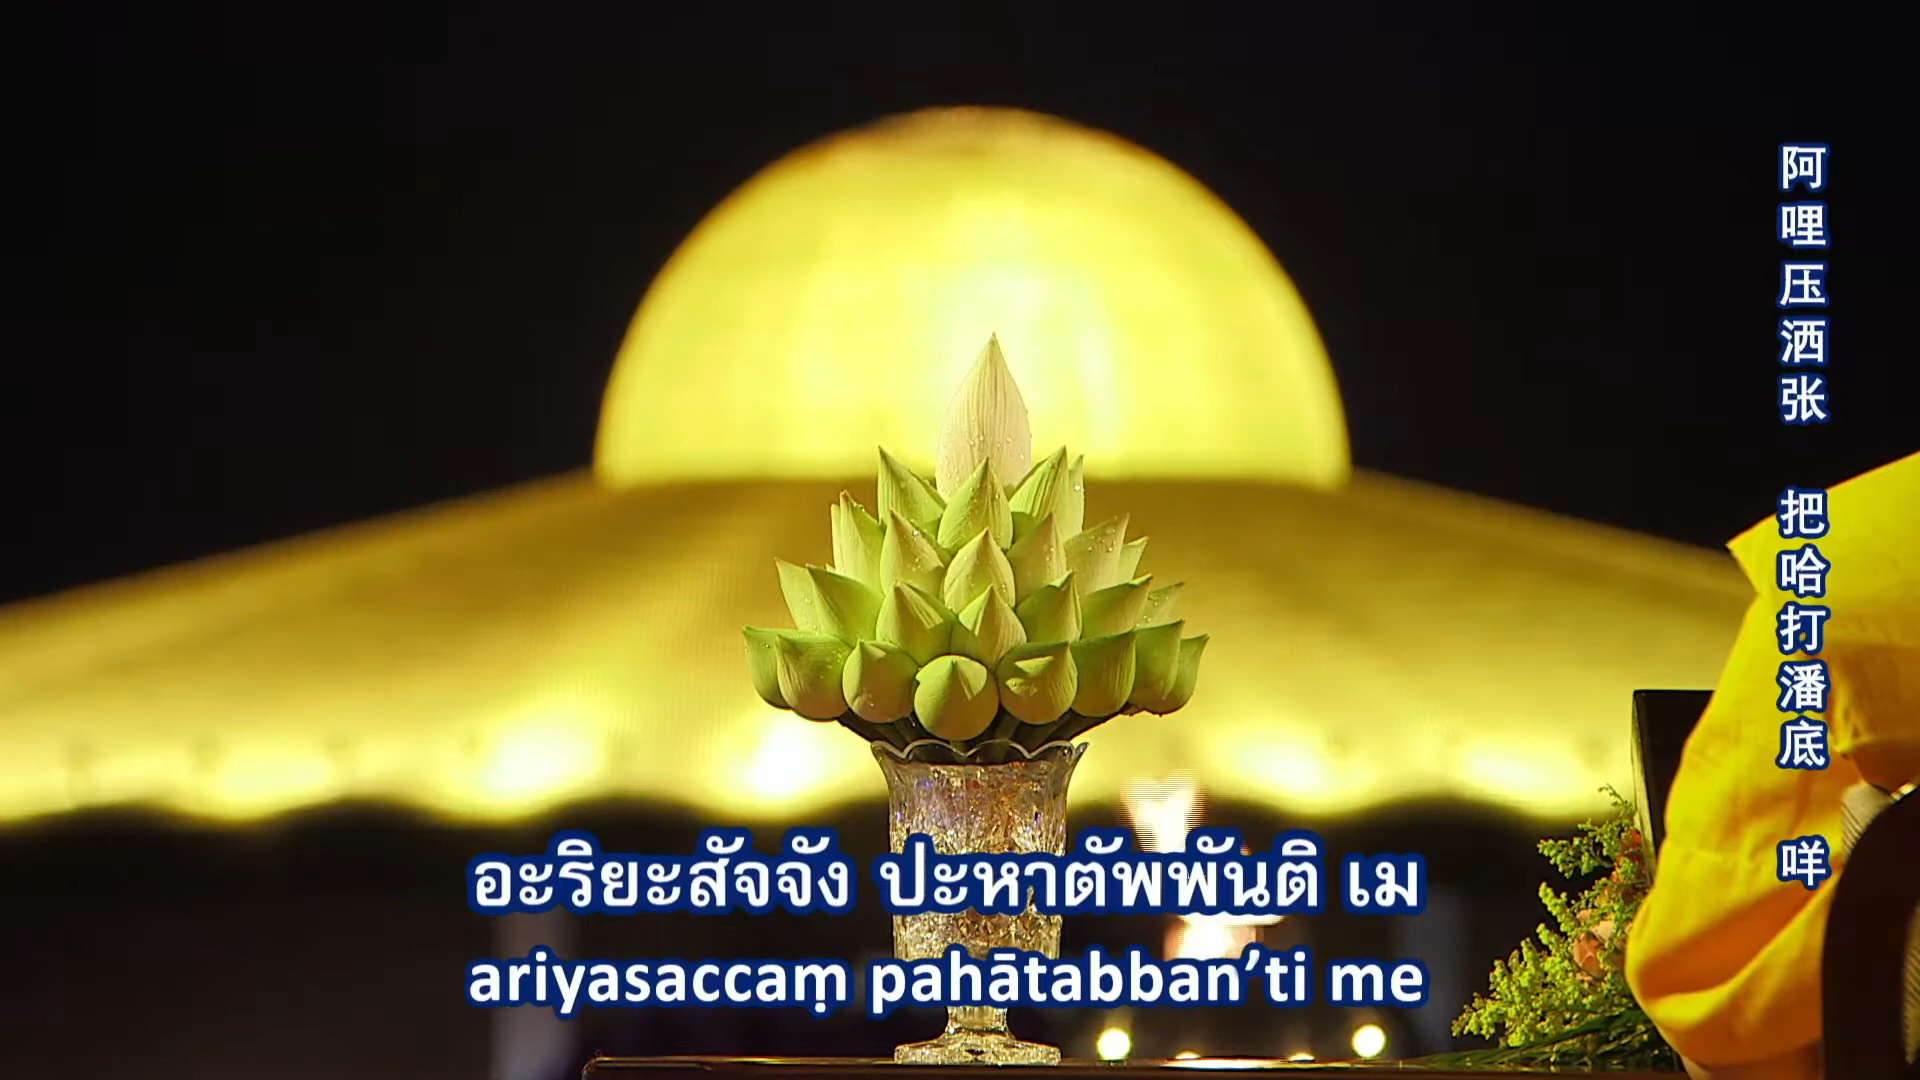 อะริยะสัจจัง ปะหาตัพพันติ เม
ariyasaccaṃ pahātabban’ti me
阿哩压洒张 把哈打潘底 咩